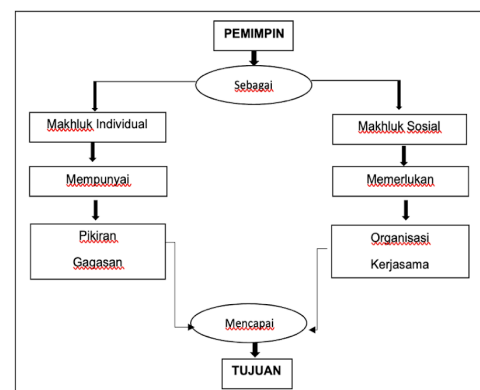 PEMIMPIN
Sebagai
Makhluk Individual
Makhluk Sosial
Mempunyai
Memerlukan
Pikiran
Gagasan
Organisasi
Kerjasama
Mencapai
TUJUAN